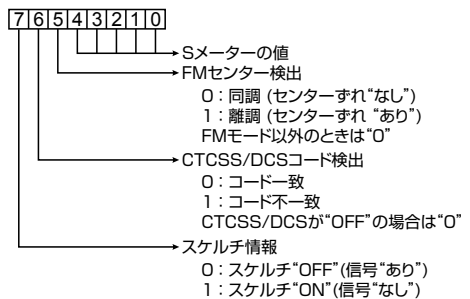 7 6 5 4 3 2 1 0
Sメーターの値
FMセンター検出
0：同調 (センターずれ“なし”)
1：離調 (センターずれ “あり”)
FMモード以外のときは“0”
CTCSS/DCSコード検出
0：コード一致
1：コード不一致
CTCSS/DCSが“OFF”の場合は“0”
スケルチ情報
0：スケルチ“OFF”(信号“あり”)
1：スケルチ“ON”(信号“なし”)